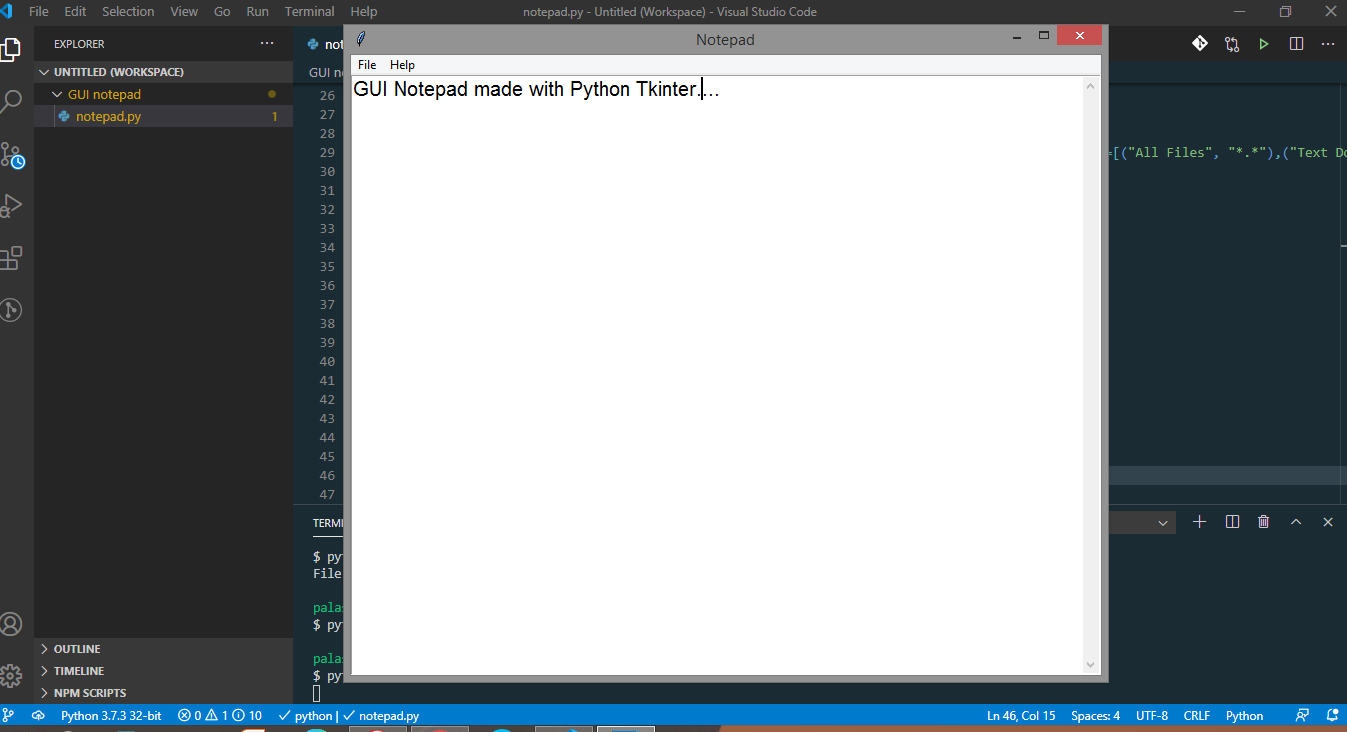 File Edit Selection View Go Run Terminal Help
notepad.py - Untitled (Workspace) - Visual Studio Code
EXPLORER
UNTITLED (WORKSPACE)
GUI notepad
notepad.py 1
OUTLINE
TIMELINE
NPM SCRIPTS
not
GUI n
26
27
28
29
30
31
32
33
34
35
36
37
38
39
40
41
42
43
44
45
46
47
=[("All Files", "*.*"),("Text Do
Notepad
File Help
GUI Notepad made with Python Tkinter....
TERMI
$ pyt
File
pala
$ pyt
pala
$ pyt
Python 3.7.3 32-bit 0 1 10 python | notepad.py Ln 46, Col 15 Spaces: 4 UTF-8 CRLF Python